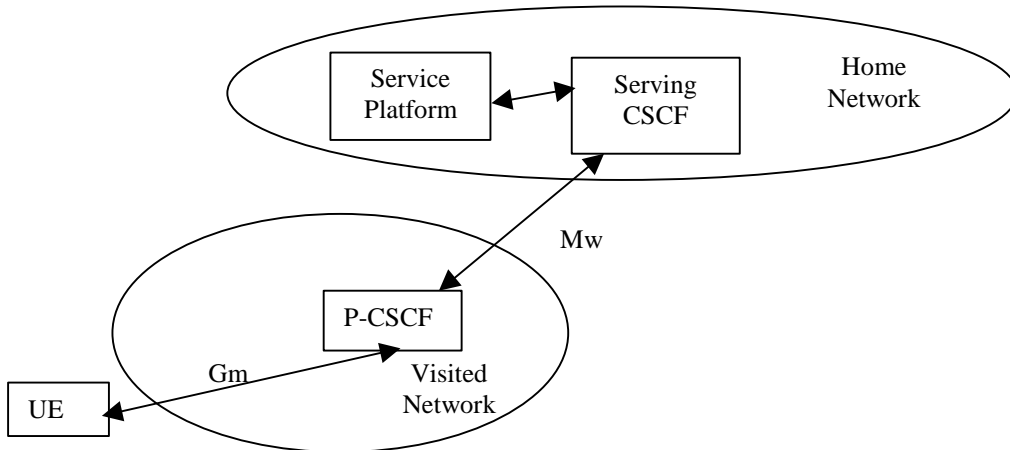 Service
Platform
Serving
CSCF
Home
Network
Mw
P-CSCF
Gm
Visited
Network
UE